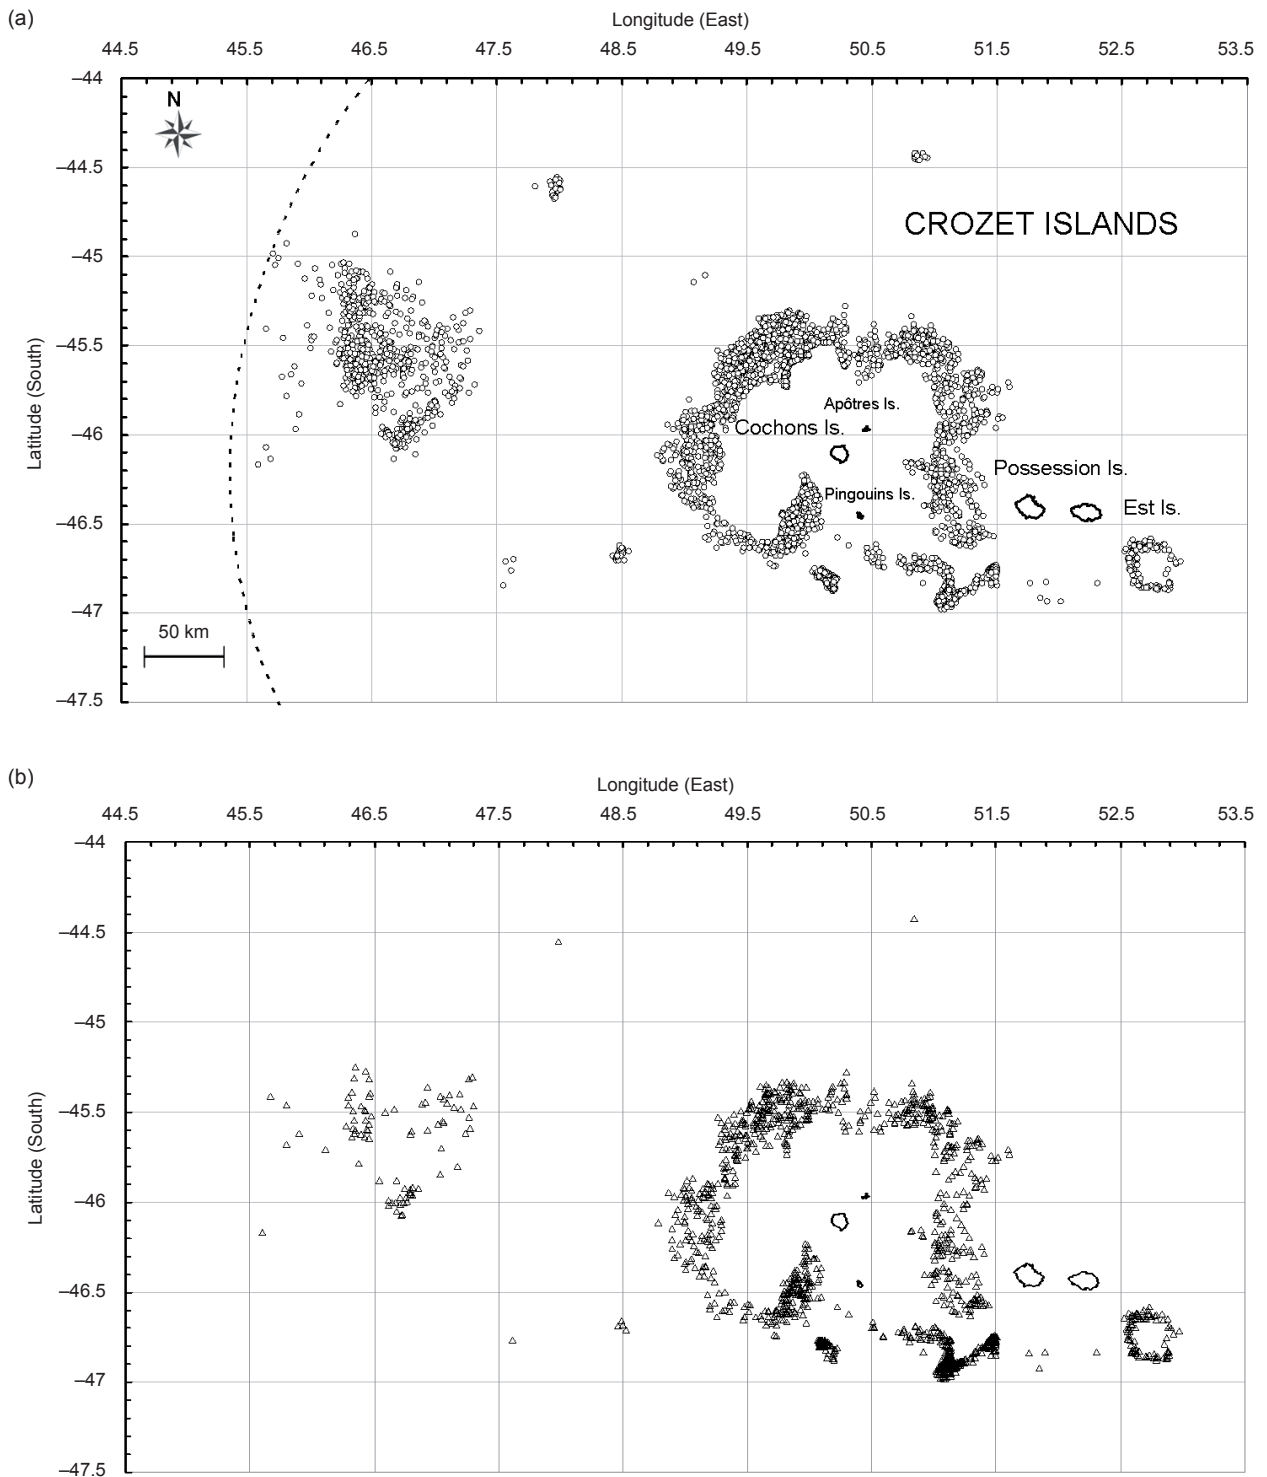 (a)
Longitude (East)
44.5 45.5 46.5 47.5 48.5 49.5 50.5 51.5 52.5 53.5
–44
N
–44.5
CROZET ISLANDS
–45
Latitude (South)
–45.5
Apôtres Is.
Cochons Is.
–46
Possession Is.
Pingouins Is.
Est Is.
–46.5
–47
50 km
–47.5
(b)
Longitude (East)
44.5 45.5 46.5 47.5 48.5 49.5 50.5 51.5 52.5 53.5
–44
–44.5
–45
Latitude (South)
–45.5
–46
–46.5
–47
–47.5